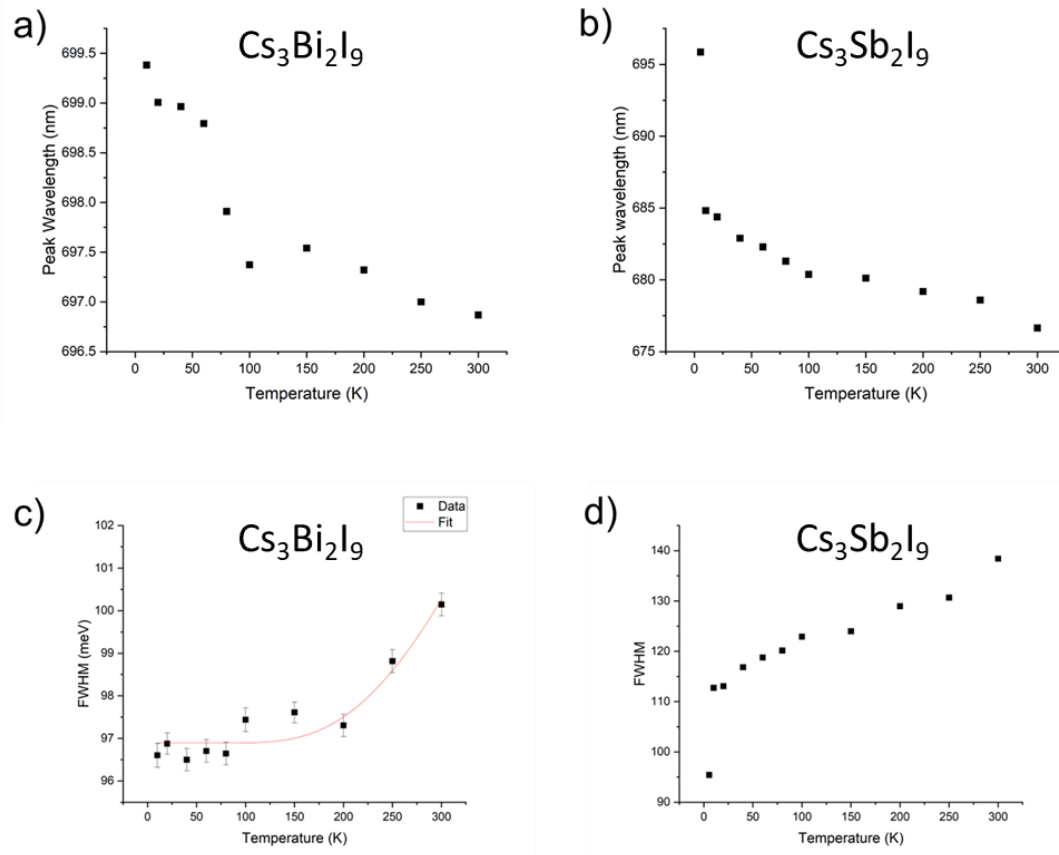 a)
Cs₃Bi₂I₉
699.5
699.0
698.5
698.0
697.5
697.0
696.5
Peak Wavelength (nm)
0 50 100 150 200 250 300
Temperature (K)
b)
Cs₃Sb₂I₉
695
690
685
680
675
Peak wavelength (nm)
0 50 100 150 200 250 300
Temperature (K)
c)
Cs₃Bi₂I₉
Data
Fit
102
101
100
99
98
97
96
FWHM (meV)
0 50 100 150 200 250 300
Temperature (K)
d)
Cs₃Sb₂I₉
140
130
120
110
100
90
FWHM
0 50 100 150 200 250 300
Temperature (K)